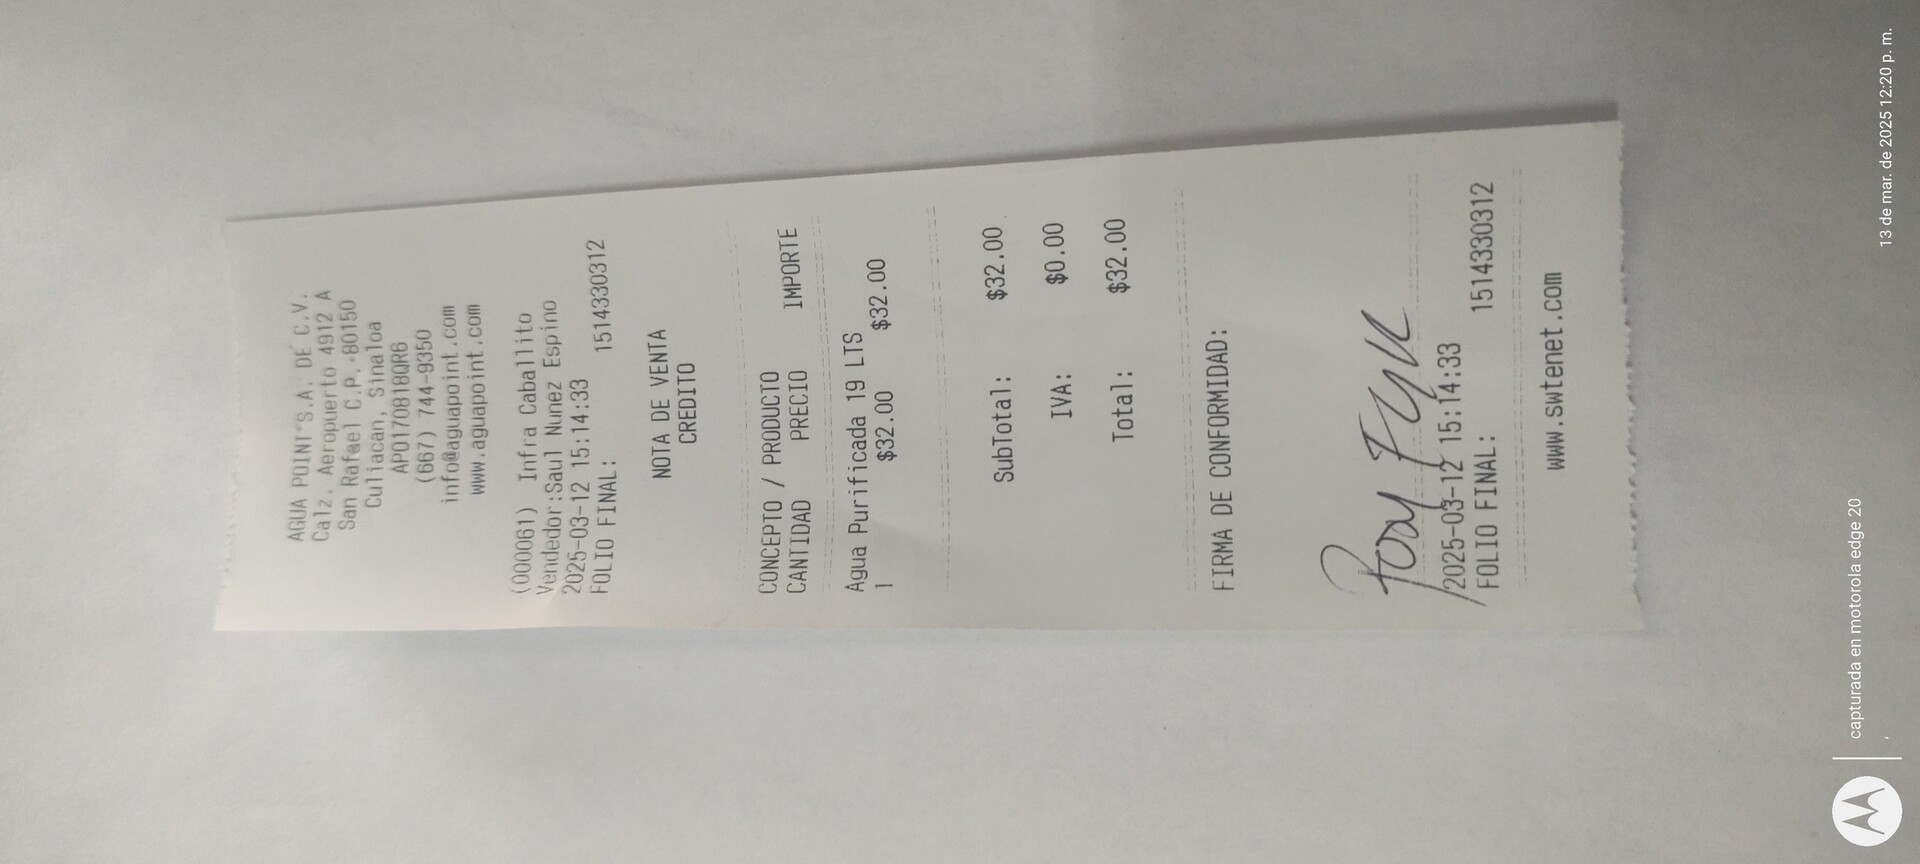 AGUA POINT S.A. DE C.V.
Calz. Aeropuerto 4912 A
San Rafael C.P. 80150
Culiacan, Sinaloa
APO170818QR6
(667) 744-9350
info@aguapoint.com
www.aguapoint.com
(000061) Infra Caballito
Vendedor:Saul Nunez Espino
2025-03-12 15:14:33
FOLIO FINAL: 1514330312
NOTA DE VENTA
CREDITO
CONCEPTO / PRODUCTO
CANTIDAD PRECIO IMPORTE
Agua Purificada 19 LTS
1 $32.00 $32.00
SubTotal: $32.00
IVA: $0.00
Total: $32.00
FIRMA DE CONFORMIDAD:
2025-03-12 15:14:33
FOLIO FINAL: 1514330312
www.swtenet.com
capturada en motorola edge 20
13 de mar. de 2025 12:20 p. m.